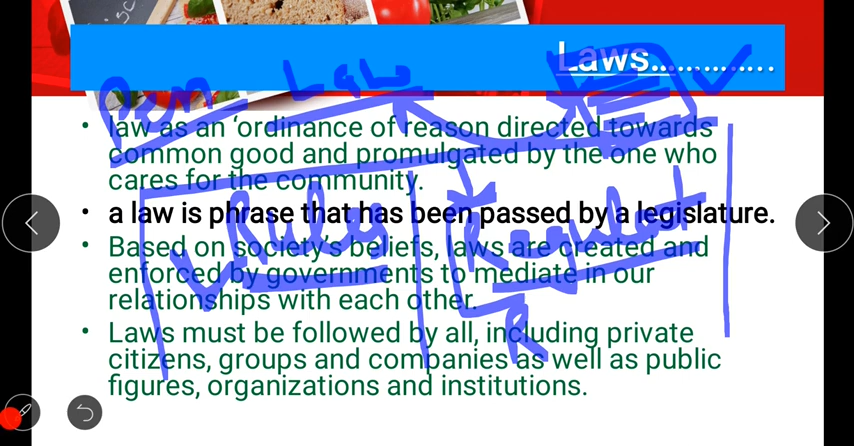 Laws.............
Law
• law as an ‘ordinance of reason directed towards
common good and promulgated by the one who
cares for the community.
• a law is phrase that has been passed by a legislature.
Rules
• Based on society's beliefs, laws are created and
enforced by governments to mediate in our
relationships with each other.
• Laws must be followed by all, including private
citizens, groups and companies as well as public
figures, organizations and institutions.
R